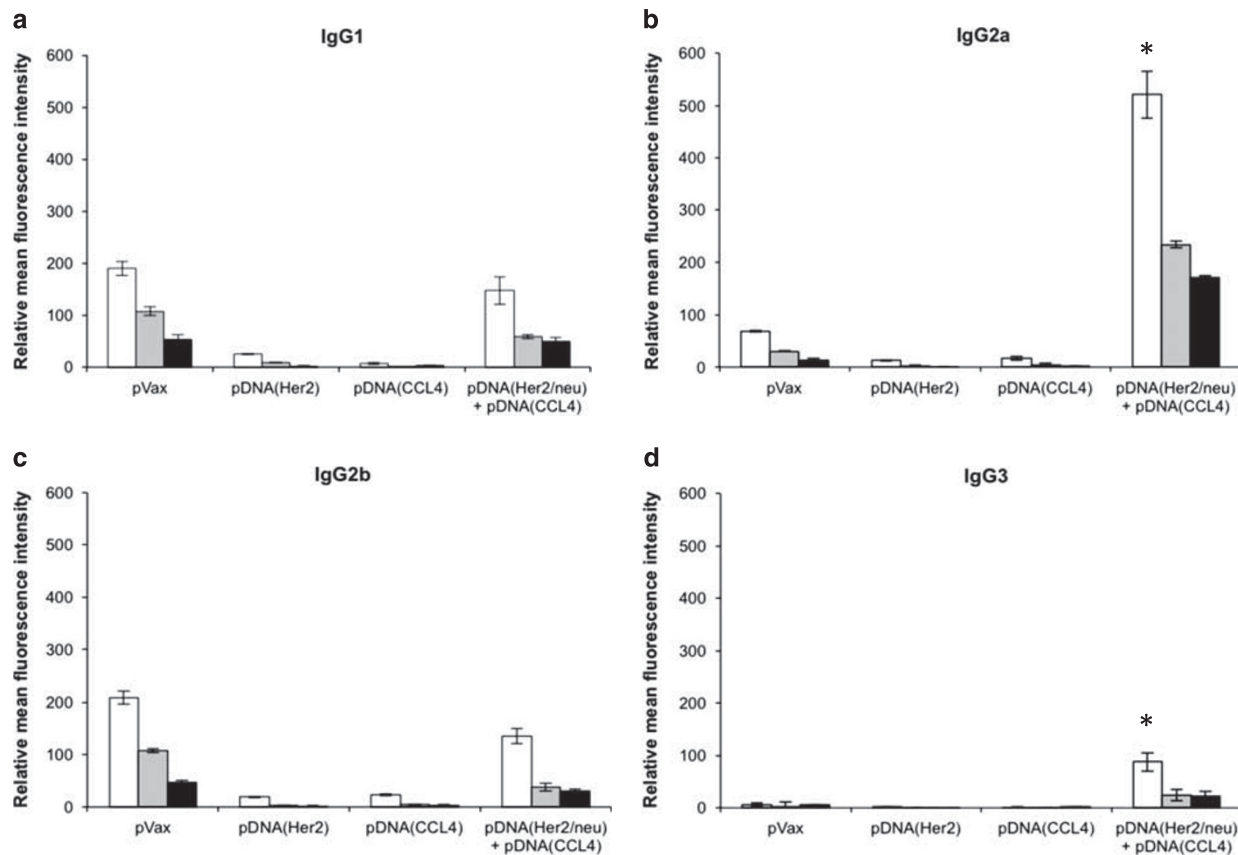 a
IgG1
Relative mean fluorescence intensity
600
500
400
300
200
100
0
pVax
pDNA(Her2)
pDNA(CCL4)
pDNA(Her2/neu)
+ pDNA(CCL4)
b
IgG2a
Relative mean fluorescence intensity
600
500
400
300
200
100
0
*
pVax
pDNA(Her2)
pDNA(CCL4)
pDNA(Her2/neu)
+ pDNA(CCL4)
c
IgG2b
Relative mean fluorescence intensity
600
500
400
300
200
100
0
pVax
pDNA(Her2)
pDNA(CCL4)
pDNA(Her2/neu)
+ pDNA(CCL4)
d
IgG3
Relative mean fluorescence intensity
600
500
400
300
200
100
0
*
pVax
pDNA(Her2)
pDNA(CCL4)
pDNA(Her2/neu)
+ pDNA(CCL4)